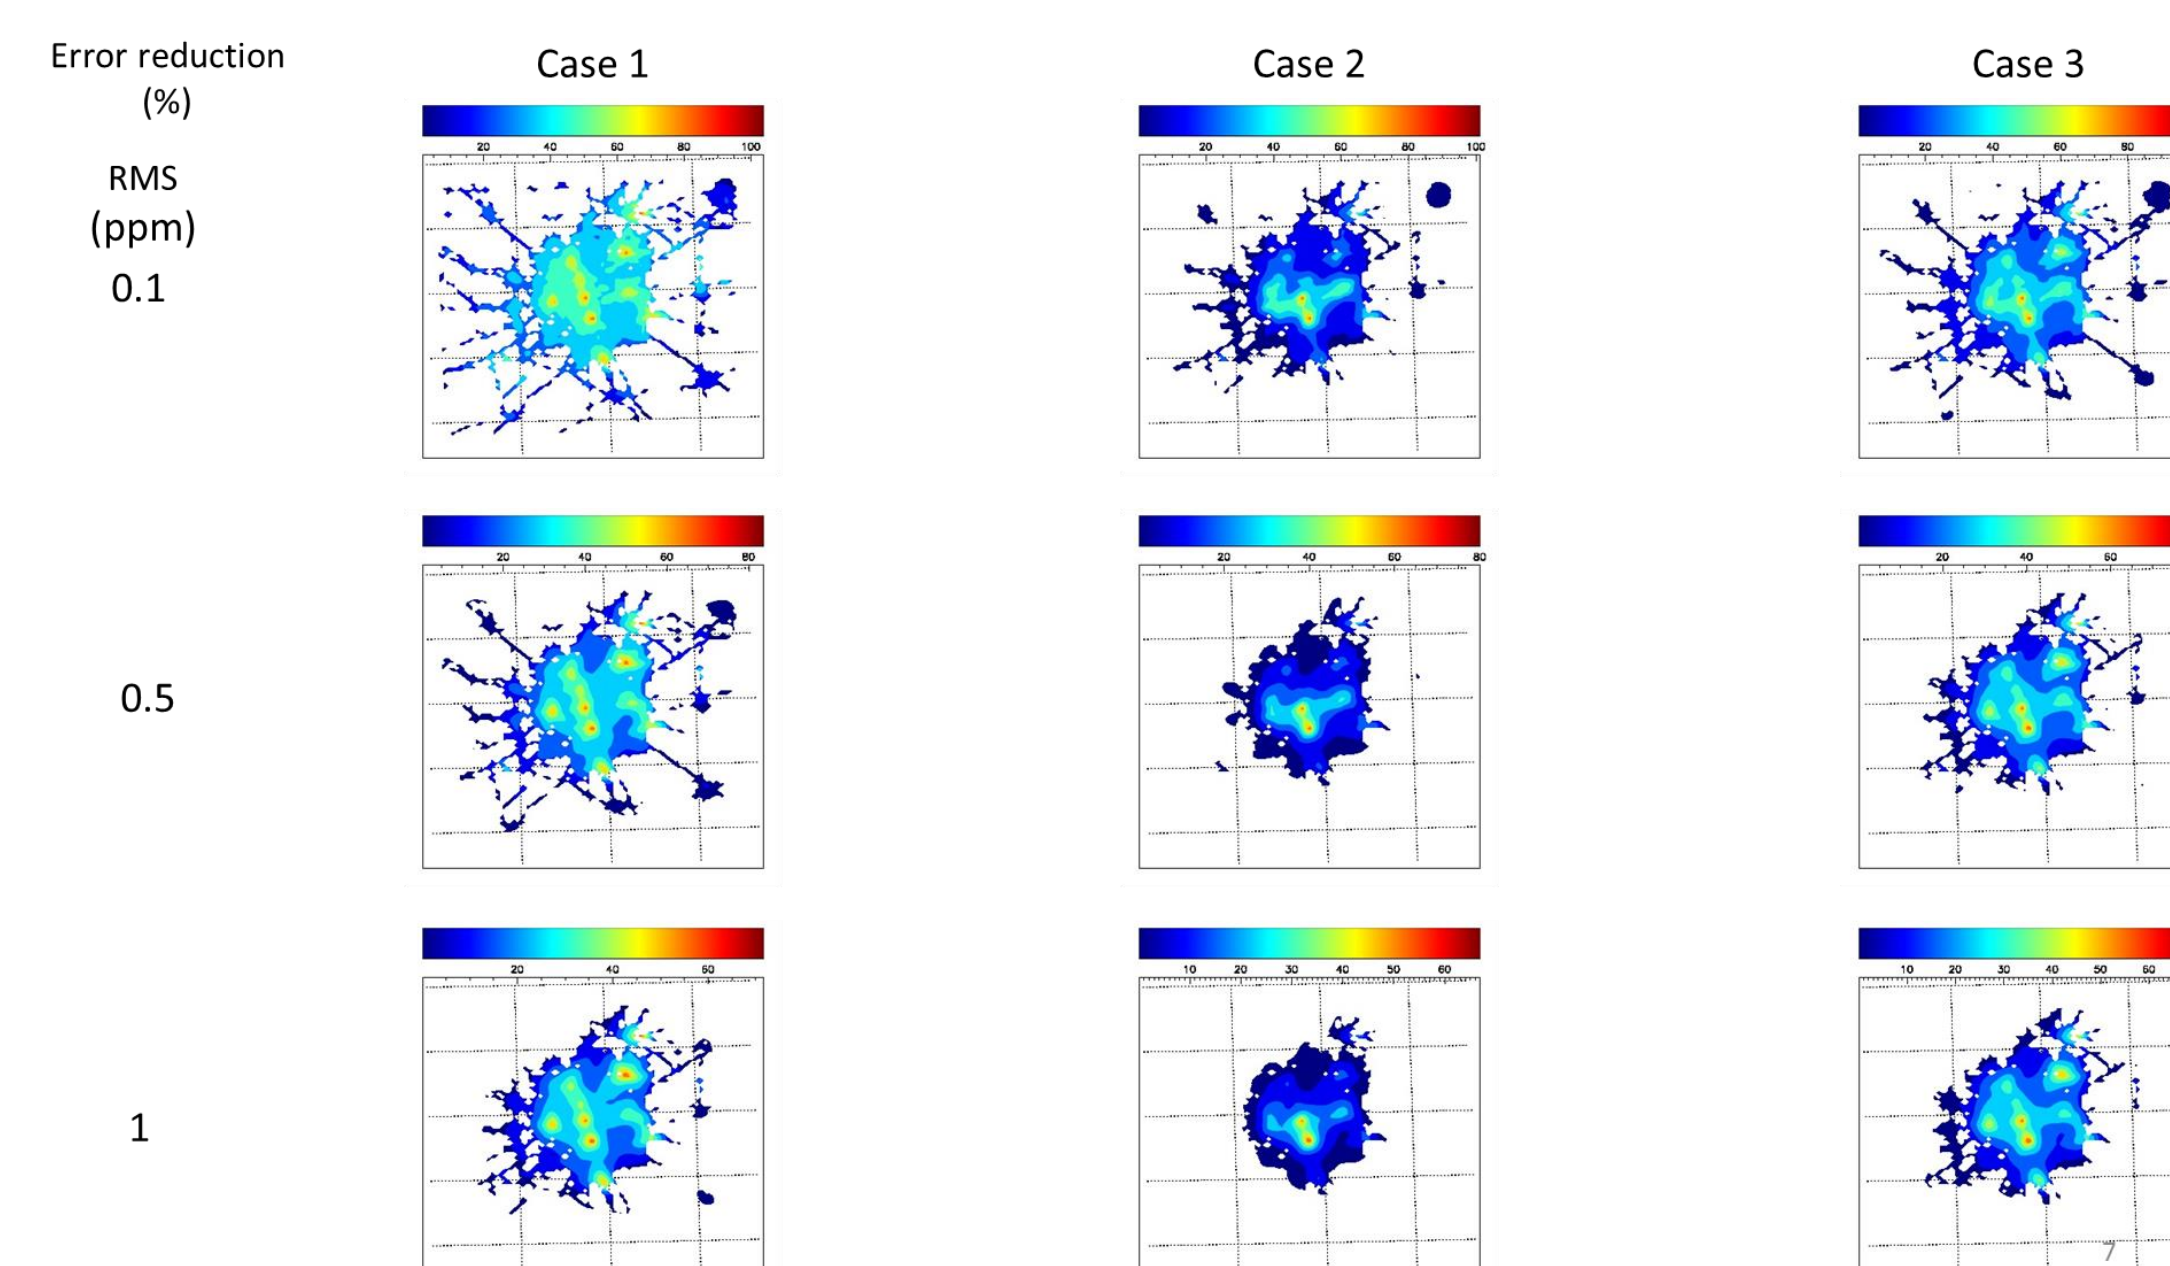 Error reduction
(%)
Case 1
Case 2
Case 3
RMS
(ppm)
20 40 60 80 100
20 40 60 80 100
20 40 60 80
0.1
20 40 60 80
20 40 60 80
20 40 60
0.5
20 40 60
10 20 30 40 50 60
10 20 30 40 50 60
1
7